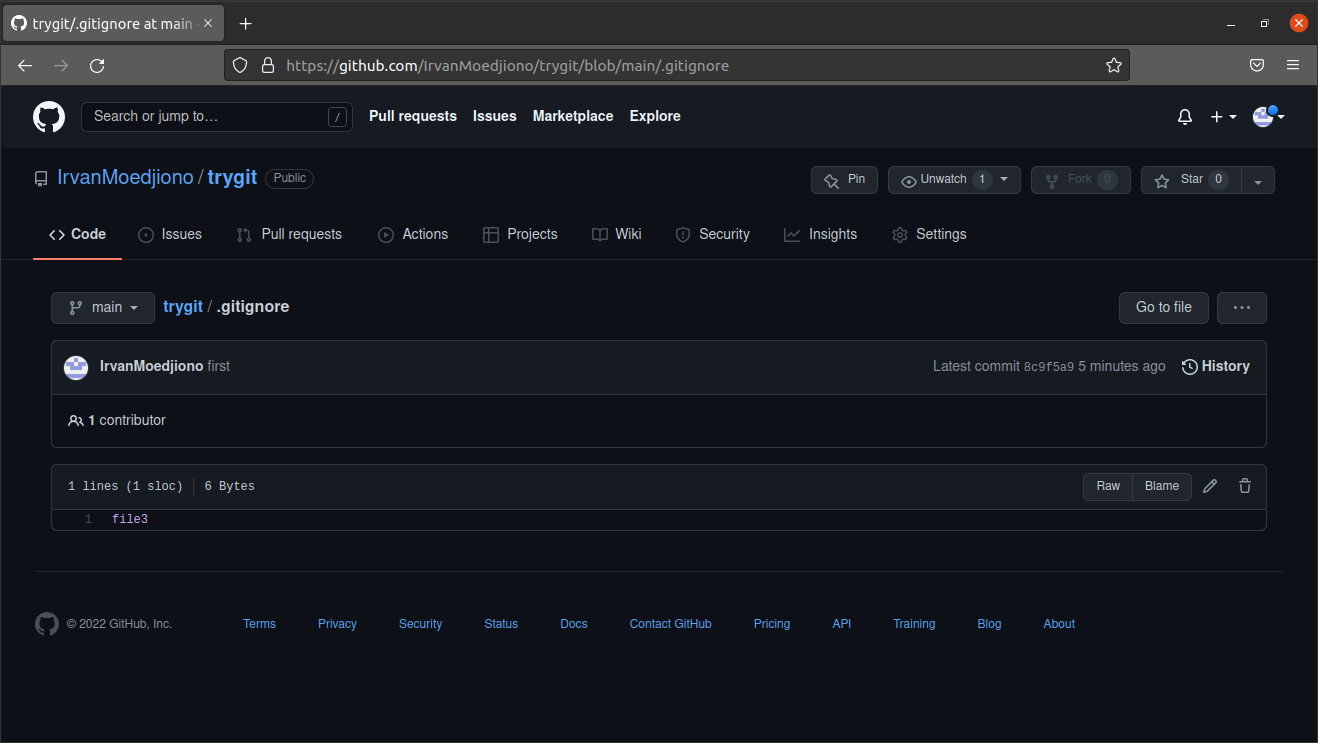 trygit/.gitignore at main
https://github.com/IrvanMoedjiono/trygit/blob/main/.gitignore
Search or jump to… / Pull requests Issues Marketplace Explore
IrvanMoedjiono / trygit Public Pin Unwatch 1 Fork 0 Star 0
Code Issues Pull requests Actions Projects Wiki Security Insights Settings
main trygit / .gitignore Go to file ...
IrvanMoedjiono first Latest commit 8c9f5a9 5 minutes ago History
1 contributor
1 lines (1 sloc) 6 Bytes Raw Blame
1 file3
© 2022 GitHub, Inc. Terms Privacy Security Status Docs Contact GitHub Pricing API Training Blog About